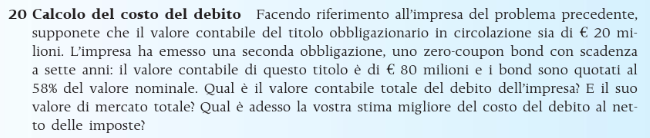 20 Calcolo del costo del debito Facendo riferimento all'impresa del problema precedente,
supponete che il valore contabile del titolo obbligazionario in circolazione sia di € 20 mi-
lioni. L'impresa ha emesso una seconda obbligazione, uno zero-coupon bond con scadenza
a sette anni: il valore contabile di questo titolo è di € 80 milioni e i bond sono quotati al
58% del valore nominale. Qual è il valore contabile totale del debito dell'impresa? E il suo
valore di mercato totale? Qual è adesso la vostra stima migliore del costo del debito al net-
to delle imposte?